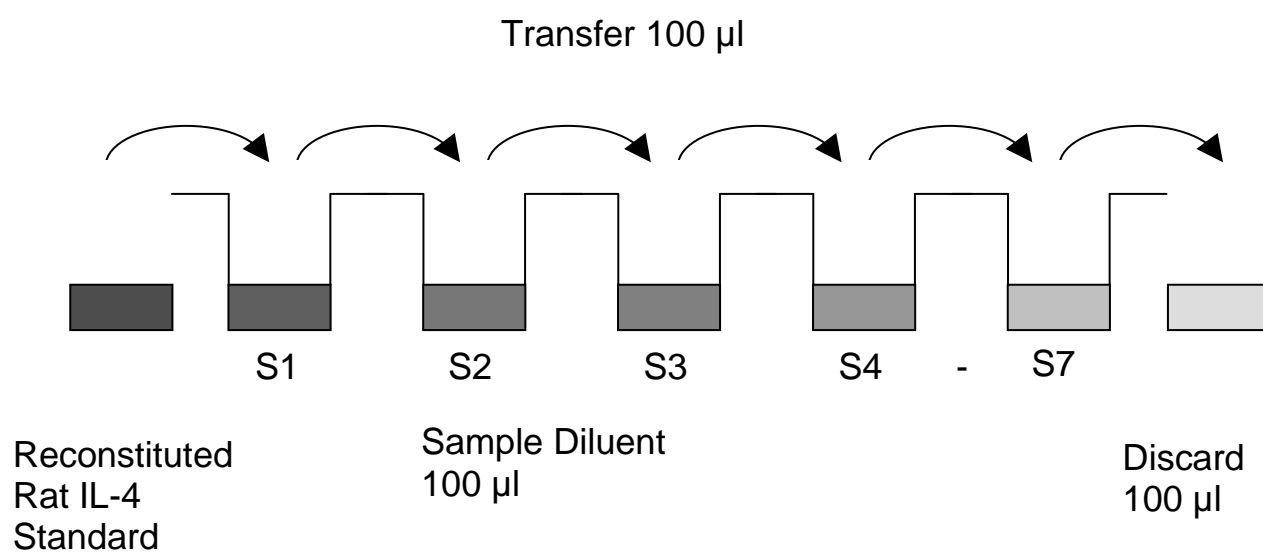 Transfer 100 µl
S1 S2 S3 S4 - S7
Reconstituted
Rat IL-4
Standard
Sample Diluent
100 µl
Discard
100 µl